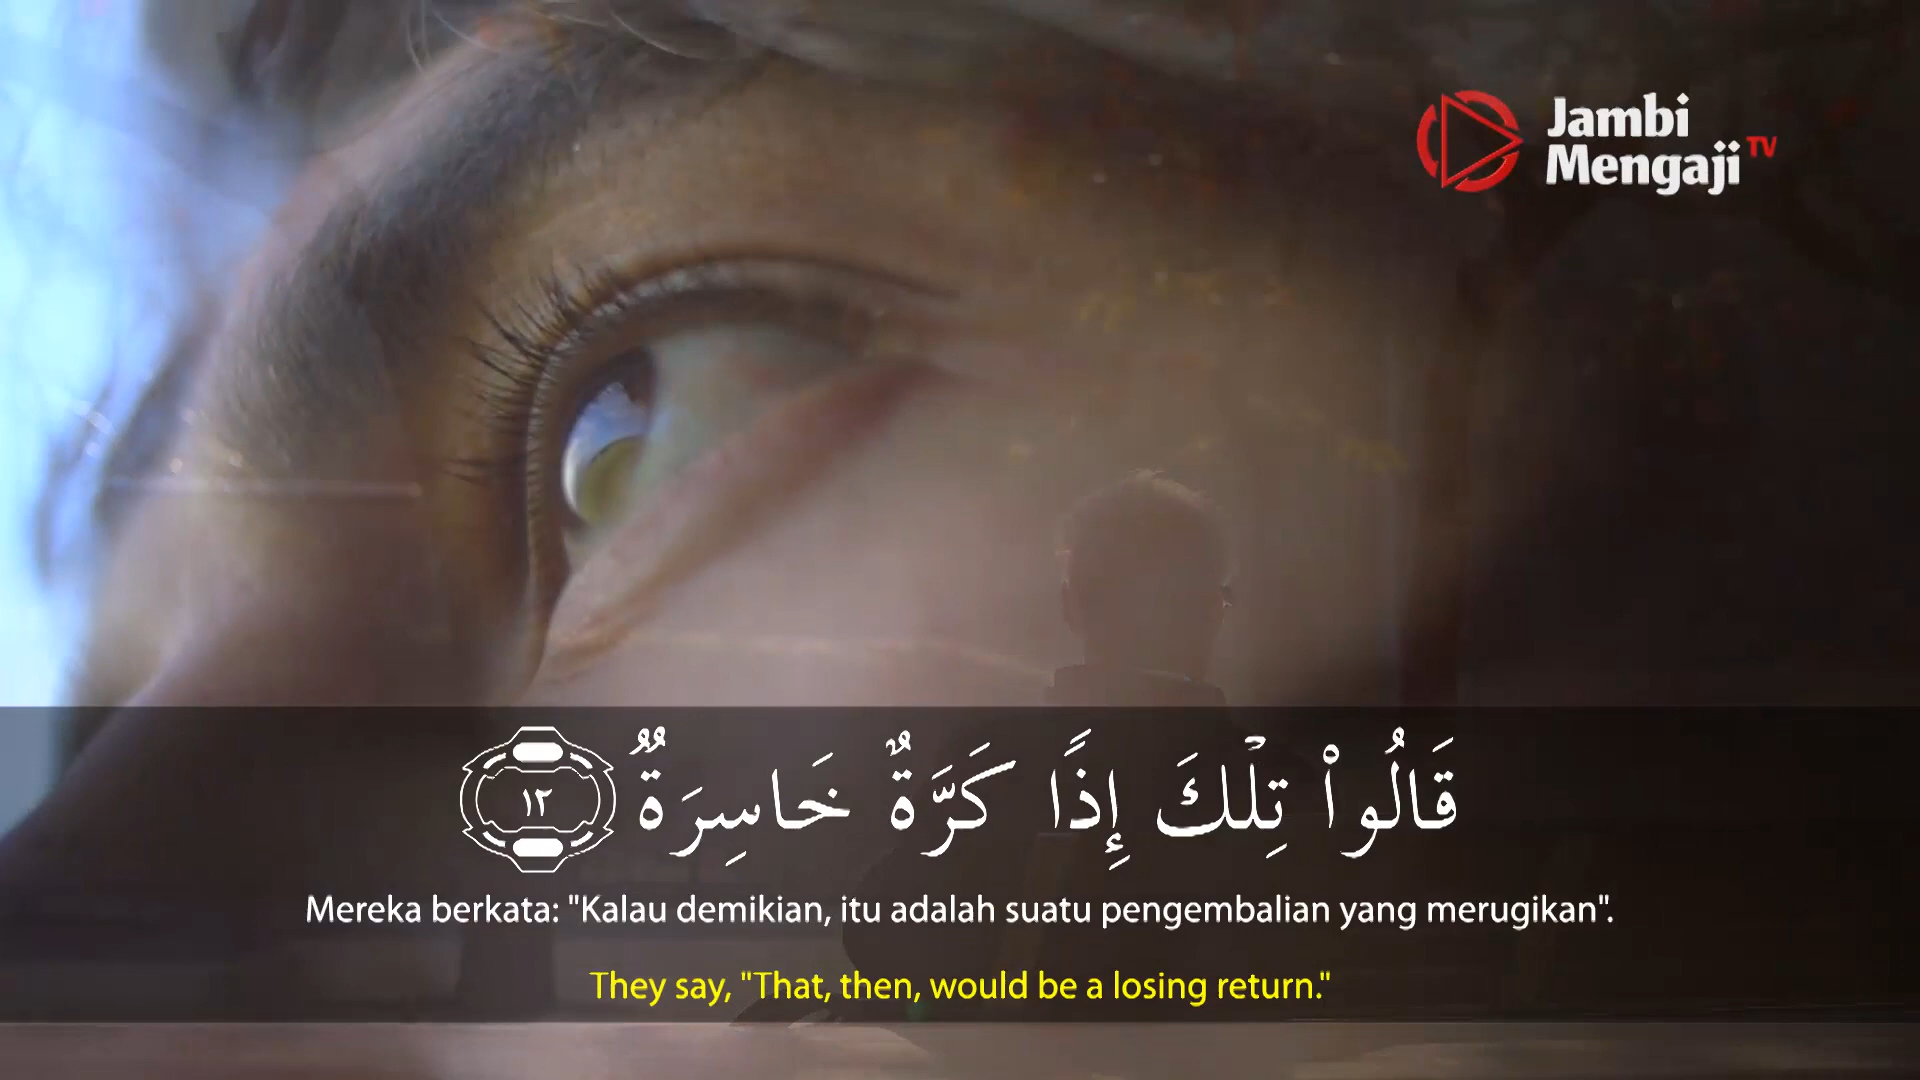 Jambi
Mengaji TV
قَالُوا۟ تِلْكَ إِذًا كَرَّةٌ خَاسِرَةٌ ١٢
Mereka berkata: "Kalau demikian, itu adalah suatu pengembalian yang merugikan".
They say, "That, then, would be a losing return."